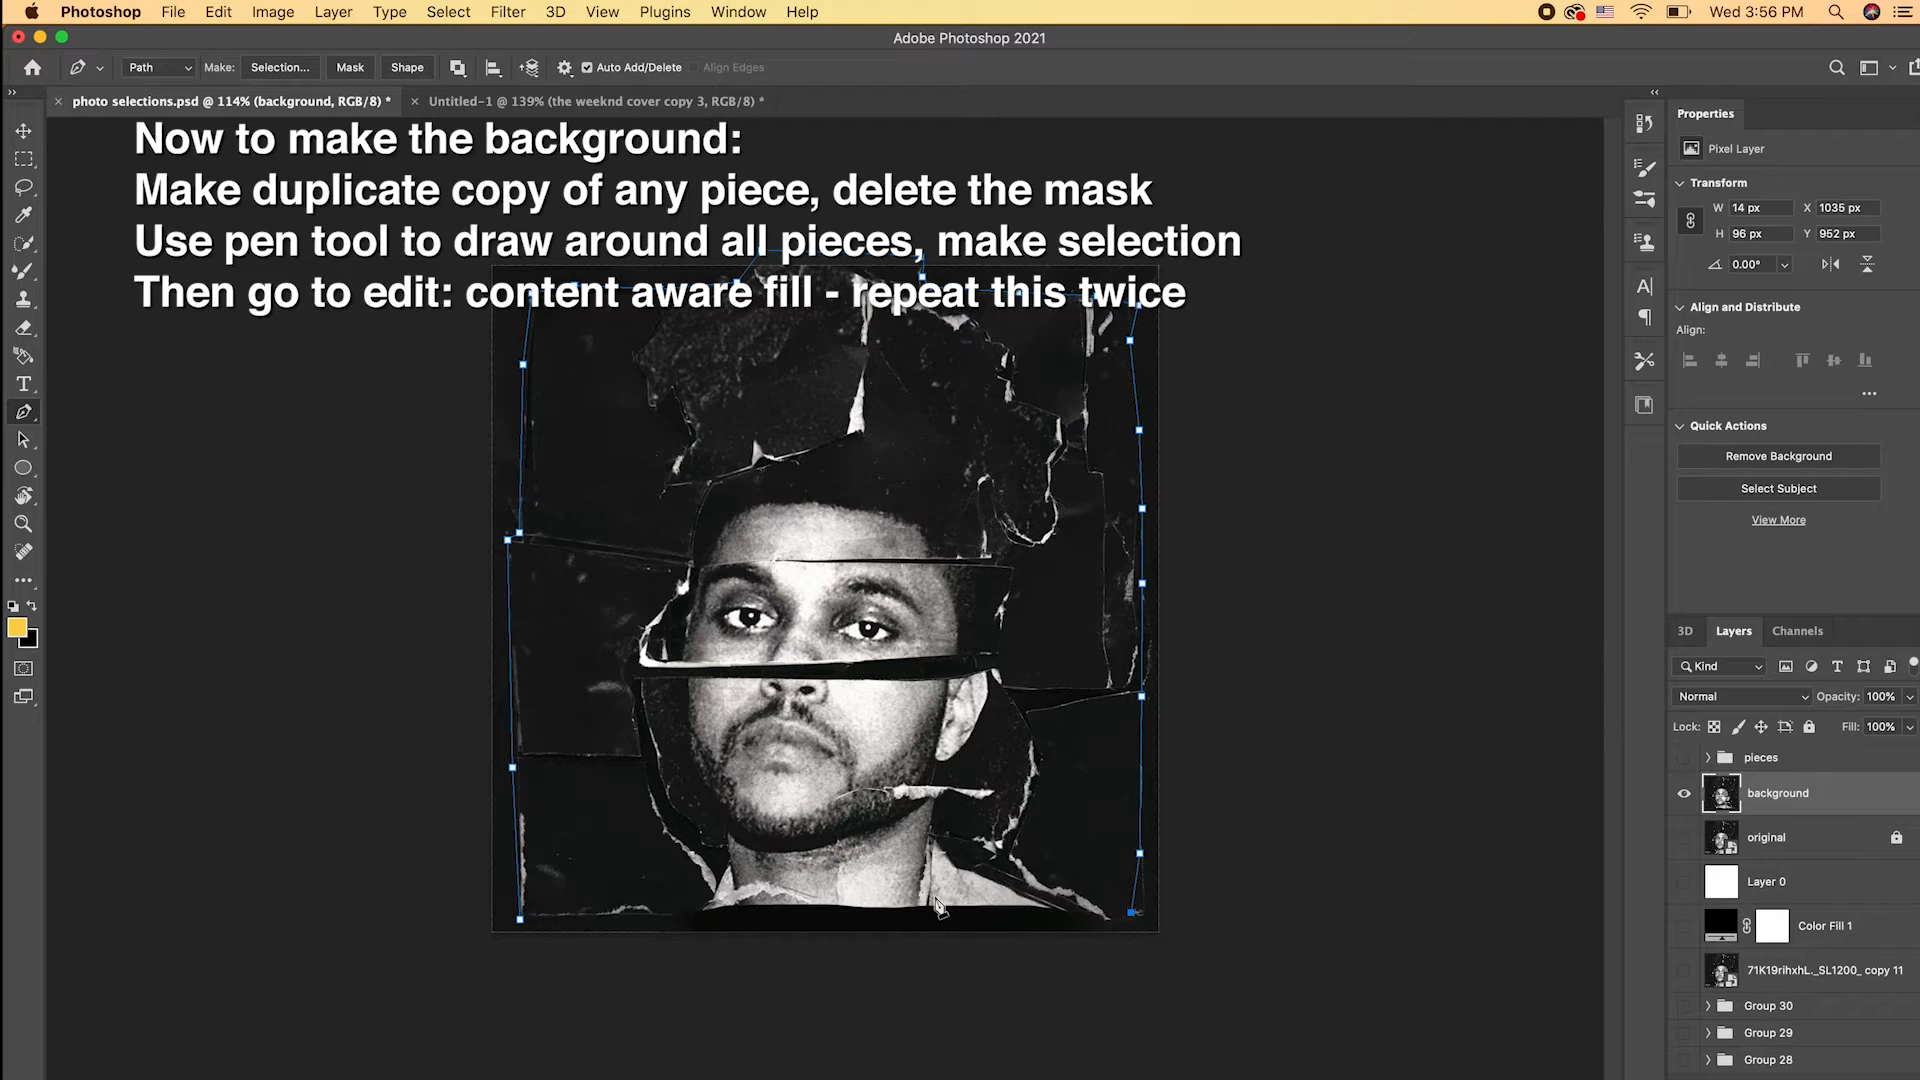 Photoshop File Edit Image Layer Type Select Filter 3D View Plugins Window Help Wed 3:56 PM
Adobe Photoshop 2021
Path Make: Selection... Mask Shape Auto Add/Delete Align Edges
photo selections.psd @ 114% (background, RGB/8) * Untitled-1 @ 139% (the weeknd cover copy 3, RGB/8) *
Now to make the background:
Make duplicate copy of any piece, delete the mask
Use pen tool to draw around all pieces, make selection
Then go to edit: content aware fill - repeat this twice
Properties
Pixel Layer
Transform
W 14 px X 1035 px
H 96 px Y 952 px
0.00°
Align and Distribute
Align:
Quick Actions
Remove Background
Select Subject
View More
3D Layers Channels
Kind
Normal Opacity: 100%
Lock: Fill: 100%
pieces
background
original
Layer 0
Color Fill 1
71K19rihxhL._SL1200_ copy 11
Group 30
Group 29
Group 28